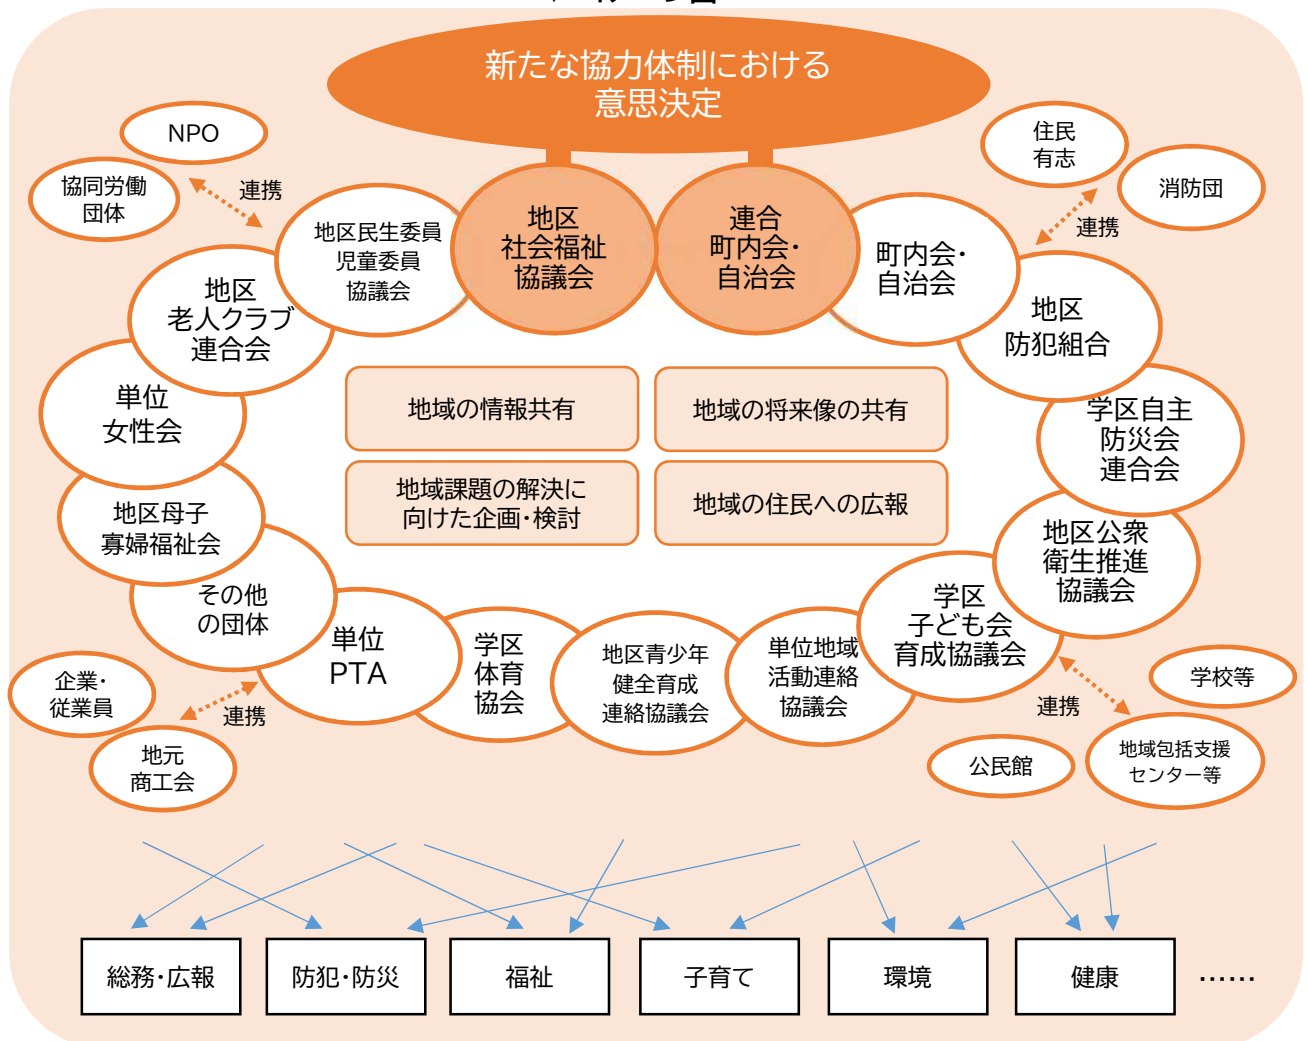 新たな協力体制における
意思決定
NPO
協同労働
団体
連携
住民
有志
消防団
連携
地区民生委員
児童委員
協議会
地区
社会福祉
協議会
連合
町内会・
自治会
町内会・
自治会
地区
老人クラブ
連合会
地区
防犯組合
単位
女性会
学区自主
防災会
連合会
地域の情報共有
地域の将来像の共有
地域課題の解決に
向けた企画・検討
地域の住民への広報
地区母子
寡婦福祉会
地区公衆
衛生推進
協議会
その他
の団体
単位
PTA
学区
体育
協会
地区青少年
健全育成
連絡協議会
単位地域
活動連絡
協議会
学区
子ども会
育成協議会
企業・
従業員
連携
地元
商工会
連携
学校等
公民館
地域包括支援
センター等
総務・広報
防犯・防災
福祉
子育て
環境
健康
……